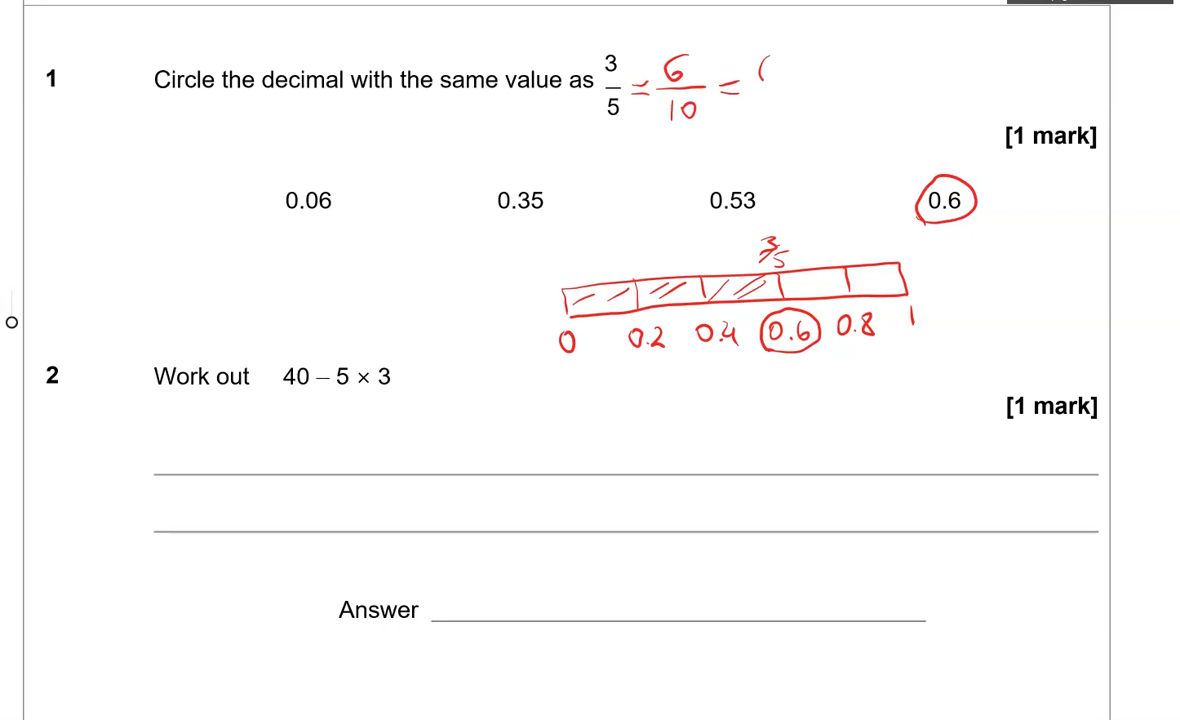 1 Circle the decimal with the same value as 3/5 = 6/10 =
[1 mark]
0.06 0.35 0.53 0.6
3/5
0 0.2 0.4 0.6 0.8 1
2 Work out 40 – 5 × 3
[1 mark]
Answer